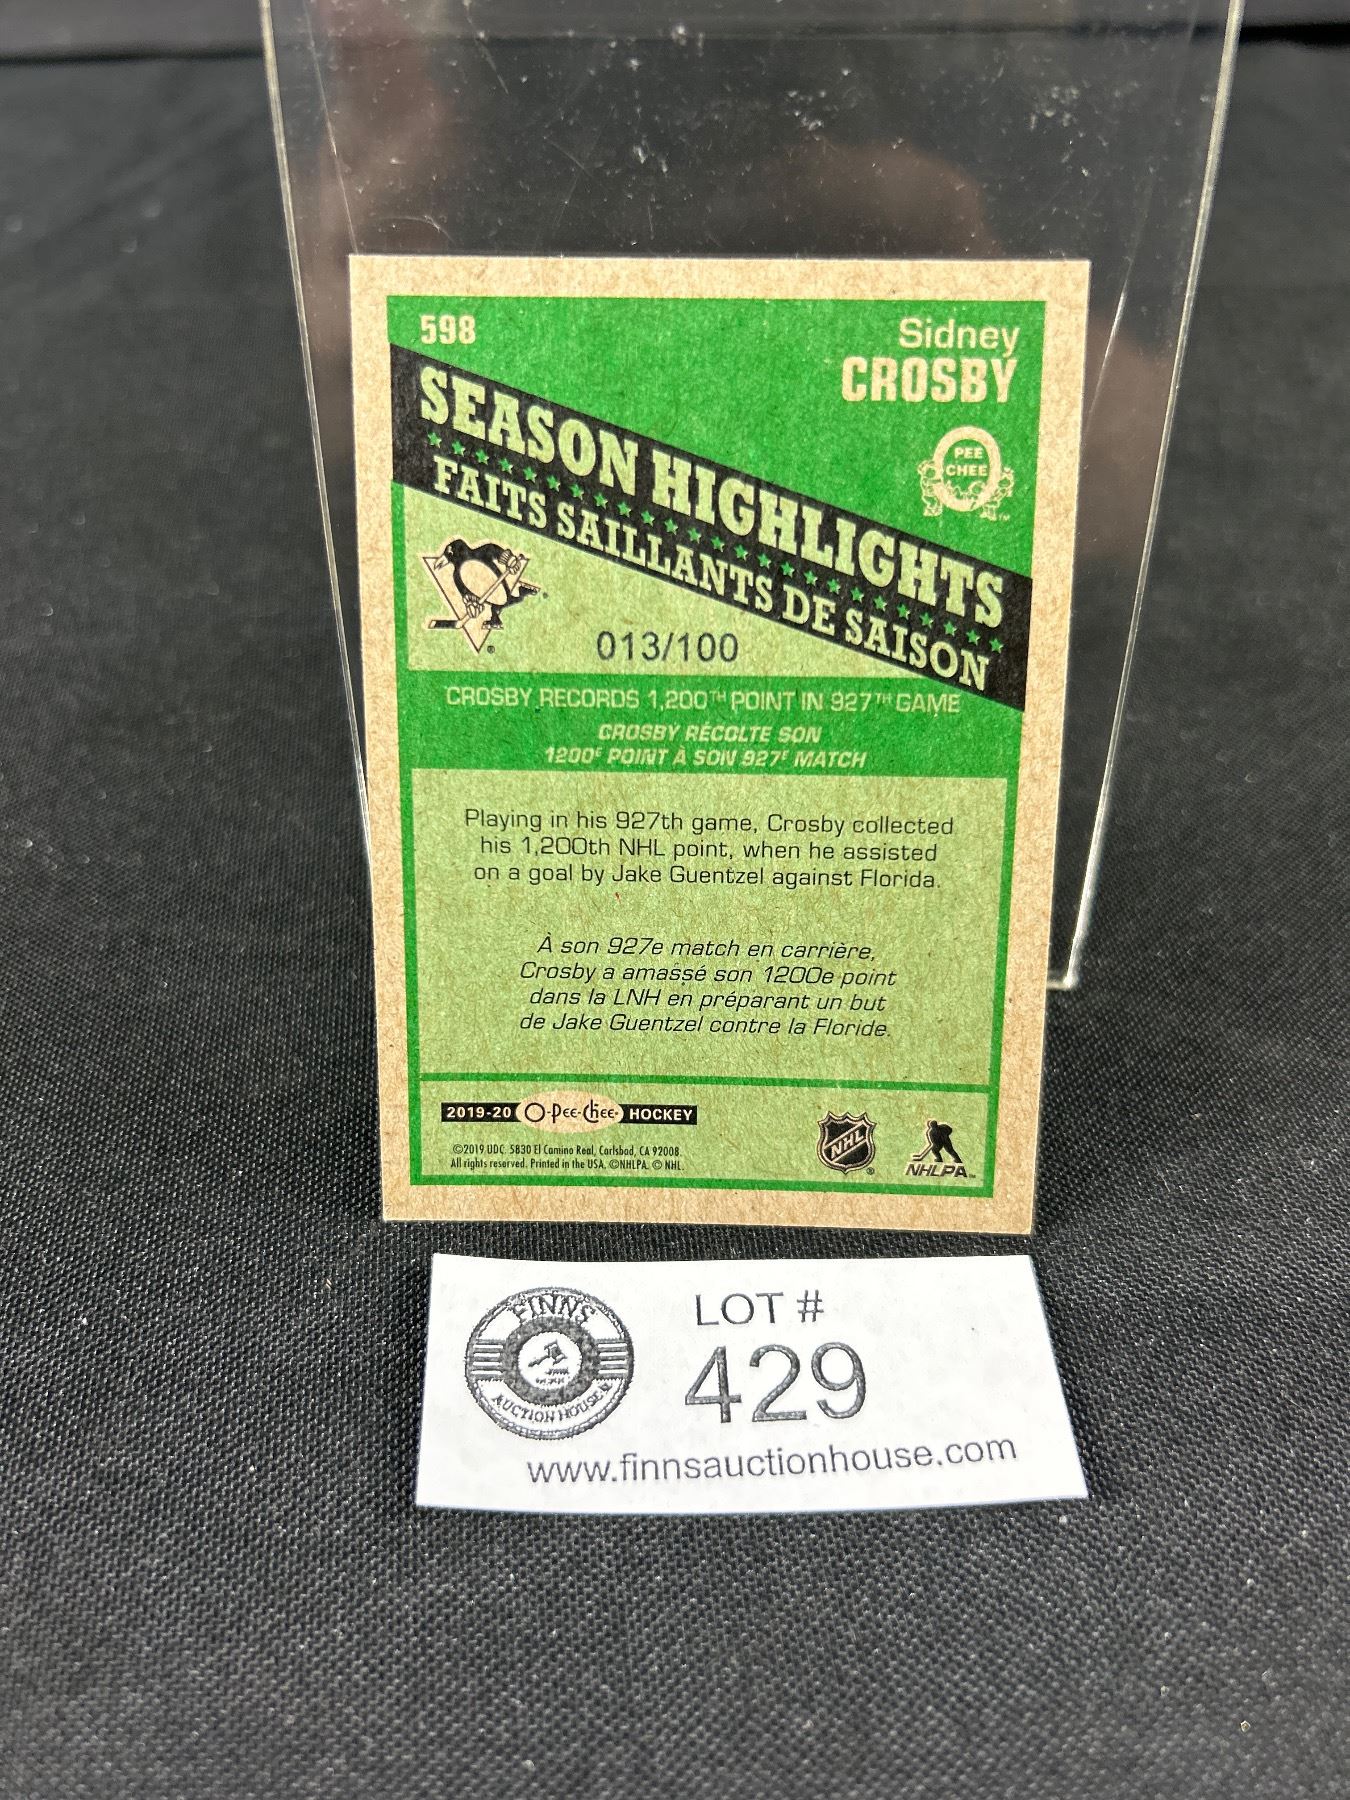 598
Sidney
CROSBY
PEE
CHEE
SEASON HIGHLIGHTS
FAITS SAILLANTS DE SAISON
013/100
CROSBY RECORDS 1,200TH POINT IN 927TH GAME
CROSBY RÉCOLTE SON
1200E POINT À SON 927E MATCH
Playing in his 927th game, Crosby collected
his 1,200th NHL point, when he assisted
on a goal by Jake Guentzel against Florida.
À son 927e match en carrière,
Crosby a amassé son 1200e point
dans la LNH en préparant un but
de Jake Guentzel contre la Floride.
2019-20 O-Pee-Chee HOCKEY
©2019 UDC. 5830 El Camino Real, Carlsbad, CA 92008.
All rights reserved. Printed in the USA. ©NHLPA. © NHL.
NHL
NHLPA
FINNS
AUCTION HOUSE
LOT #
429
www.finnsauctionhouse.com